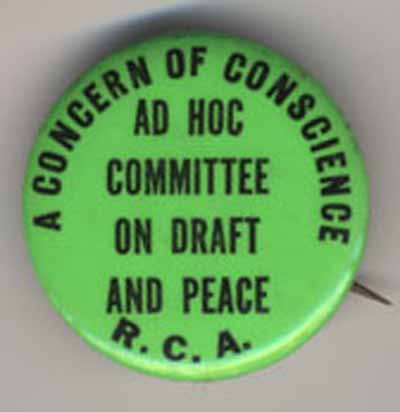 A CONCERN OF CONSCIENCE
AD HOC
COMMITTEE
ON DRAFT
AND PEACE
R.C.A.